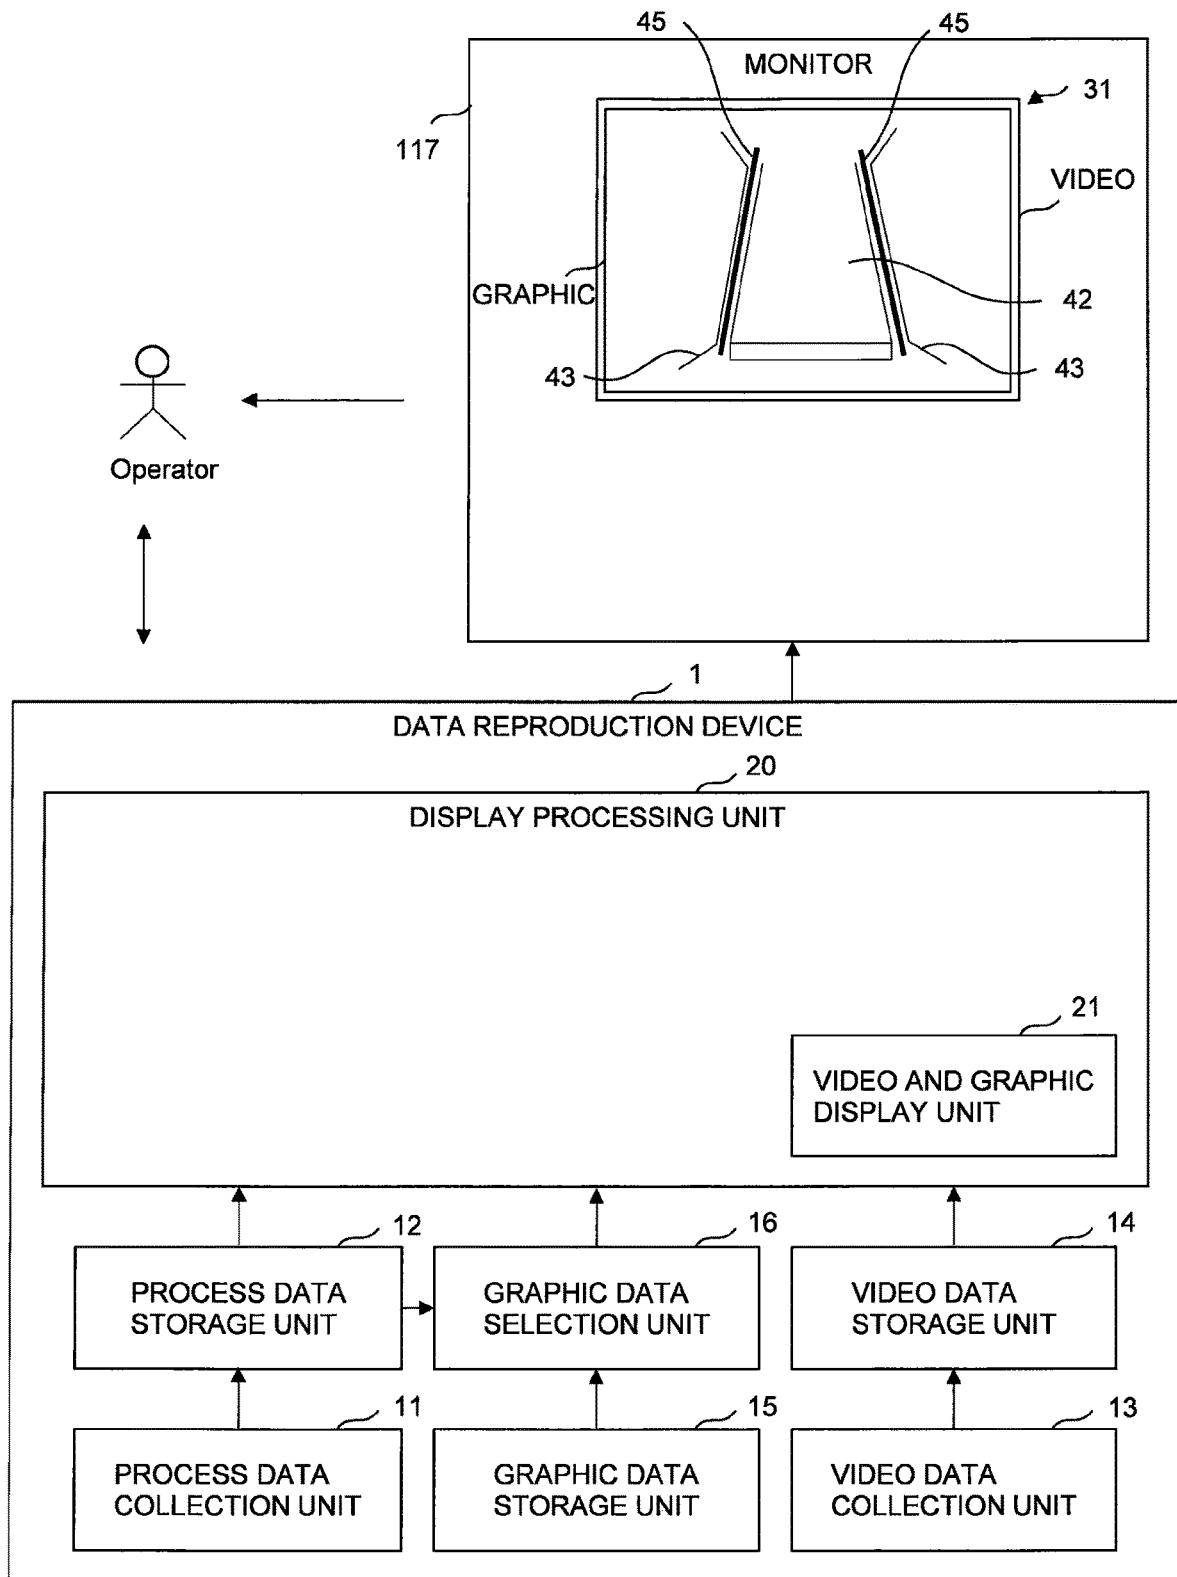 45
45
MONITOR
31
117
VIDEO
GRAPHIC
42
43
43
Operator
1
DATA REPRODUCTION DEVICE
20
DISPLAY PROCESSING UNIT
21
VIDEO AND GRAPHIC
DISPLAY UNIT
12
16
14
PROCESS DATA
STORAGE UNIT
GRAPHIC DATA
SELECTION UNIT
VIDEO DATA
STORAGE UNIT
11
15
13
PROCESS DATA
COLLECTION UNIT
GRAPHIC DATA
STORAGE UNIT
VIDEO DATA
COLLECTION UNIT